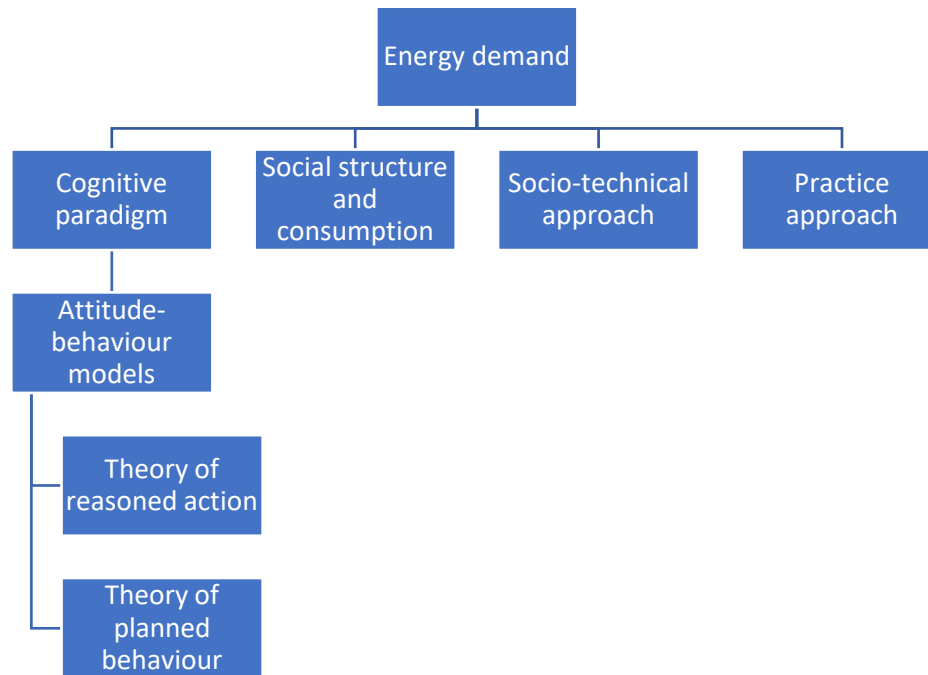 Energy demand
Cognitive
paradigm
Social structure
and
consumption
Socio-technical
approach
Practice
approach
Attitude-
behaviour
models
Theory of
reasoned action
Theory of
planned
behaviour